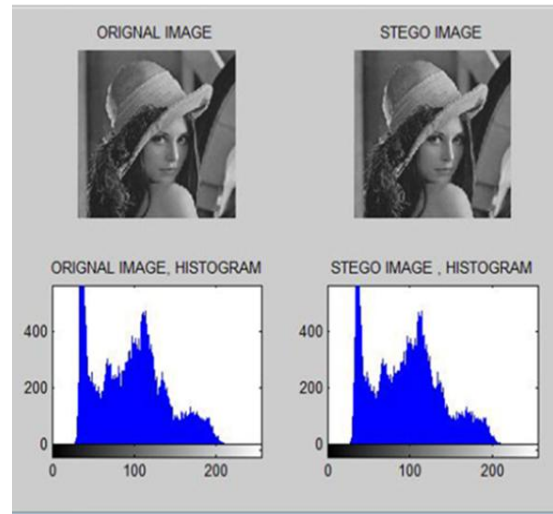 ORIGNAL IMAGE
STEGO IMAGE
ORIGNAL IMAGE, HISTOGRAM
STEGO IMAGE , HISTOGRAM
400
200
0
0 100 200
400
200
0
0 100 200